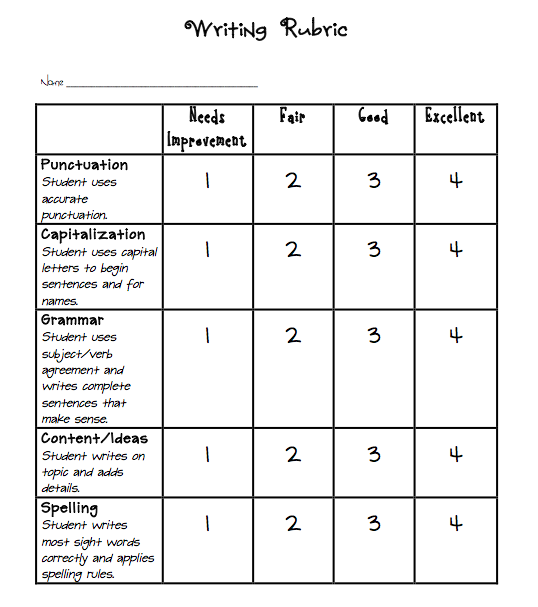 Writing Rubric
Name
Needs Improvement Fair Good Excellent
Punctuation 1 2 3 4
Student uses
accurate
punctuation.
Capitalization 1 2 3 4
Student uses capital
letters to begin
sentences and for
names.
Grammar 1 2 3 4
Student uses
subject/verb
agreement and
writes complete
sentences that
make sense.
Content/Ideas 1 2 3 4
Student writes on
topic and adds
details.
Spelling 1 2 3 4
Student writes
most sight words
correctly and applies
spelling rules.